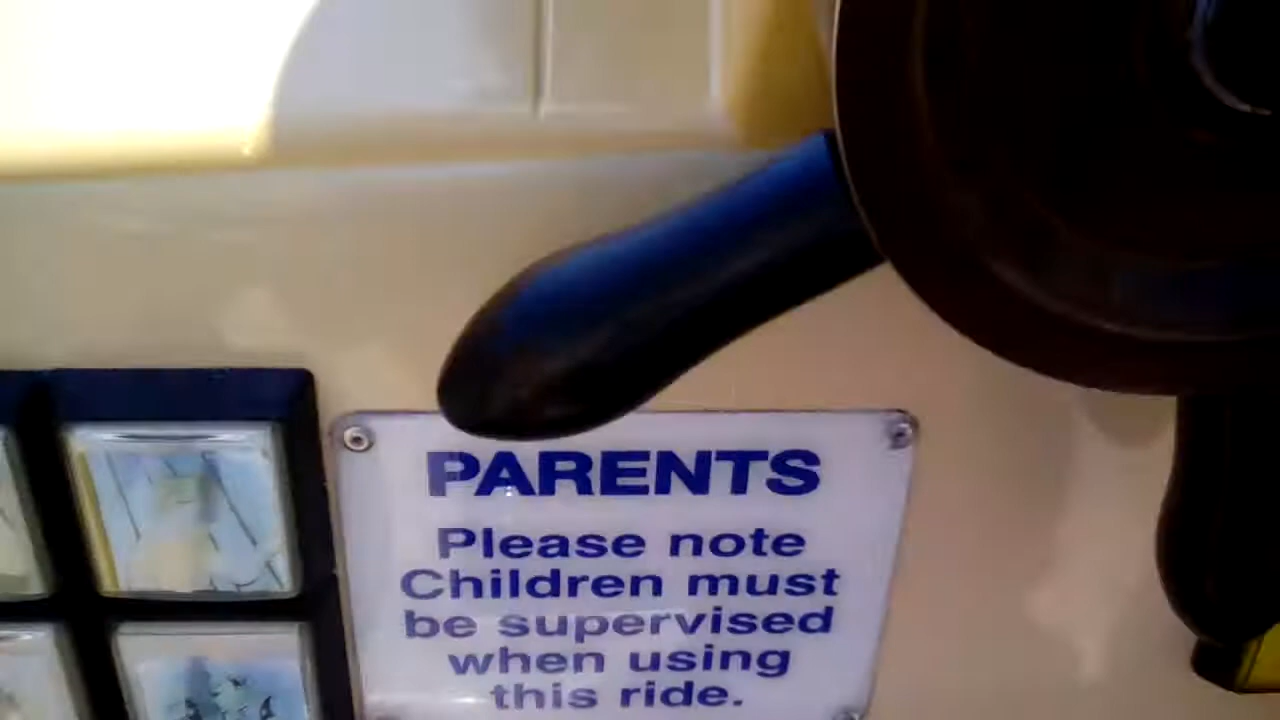 PARENTS
Please note
Children must
be supervised
when using
this ride.